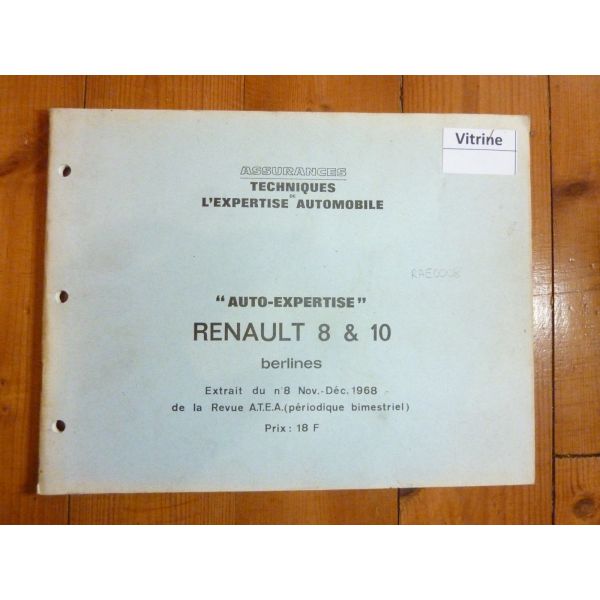 Vitrine
ASSURANCES
TECHNIQUES
DE
L'EXPERTISE AUTOMOBILE
RAE0008
"AUTO-EXPERTISE"
RENAULT 8 & 10
berlines
Extrait du n°8 Nov.-Déc. 1968
de la Revue A.T.E.A. (périodique bimestriel)
Prix : 18 F